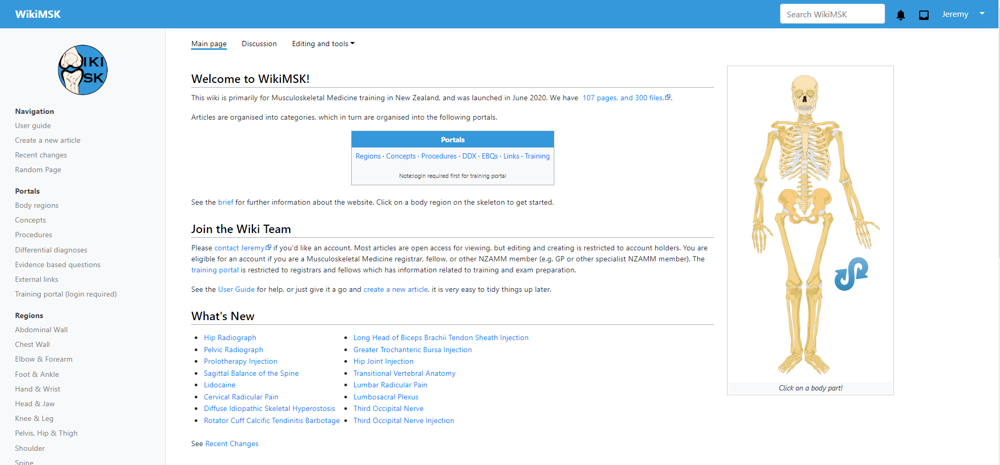 WikiMSK
Search WikiMSK
Jeremy
IKI
SK
Navigation
User guide
Create a new article
Recent changes
Random Page
Portals
Body regions
Concepts
Procedures
Differential diagnoses
Evidence based questions
External links
Training portal (login required)
Regions
Abdominal Wall
Chest Wall
Elbow & Forearm
Foot & Ankle
Hand & Wrist
Head & Jaw
Knee & Leg
Pelvis, Hip & Thigh
Shoulder
Spine
Main page
Discussion
Editing and tools
Welcome to WikiMSK!
This wiki is primarily for Musculoskeletal Medicine training in New Zealand, and was launched in June 2020. We have 107 pages, and 300 files..
Articles are organised into categories, which in turn are organised into the following portals.
Portals
Regions · Concepts · Procedures · DDX · EBQs · Links · Training
Note:login required first for training portal
See the brief for further information about the website. Click on a body region on the skeleton to get started.
Join the Wiki Team
Please contact Jeremy if you'd like an account. Most articles are open access for viewing, but editing and creating is restricted to account holders. You are
eligible for an account if you are a Musculoskeletal Medicine registrar, fellow, or other NZAMM member (e.g. GP or other specialist NZAMM member). The
training portal is restricted to registrars and fellows which has information related to training and exam preparation.
See the User Guide for help, or just give it a go and create a new article, it is very easy to tidy things up later.
What's New
Hip Radiograph
Pelvic Radiograph
Prolotherapy Injection
Sagittal Balance of the Spine
Lidocaine
Cervical Radicular Pain
Diffuse Idiopathic Skeletal Hyperostosis
Rotator Cuff Calcific Tendinitis Barbotage
Long Head of Biceps Brachii Tendon Sheath Injection
Greater Trochanteric Bursa Injection
Hip Joint Injection
Transitional Vertebral Anatomy
Lumbar Radicular Pain
Lumbosacral Plexus
Third Occipital Nerve
Third Occipital Nerve Injection
See Recent Changes
Click on a body part!